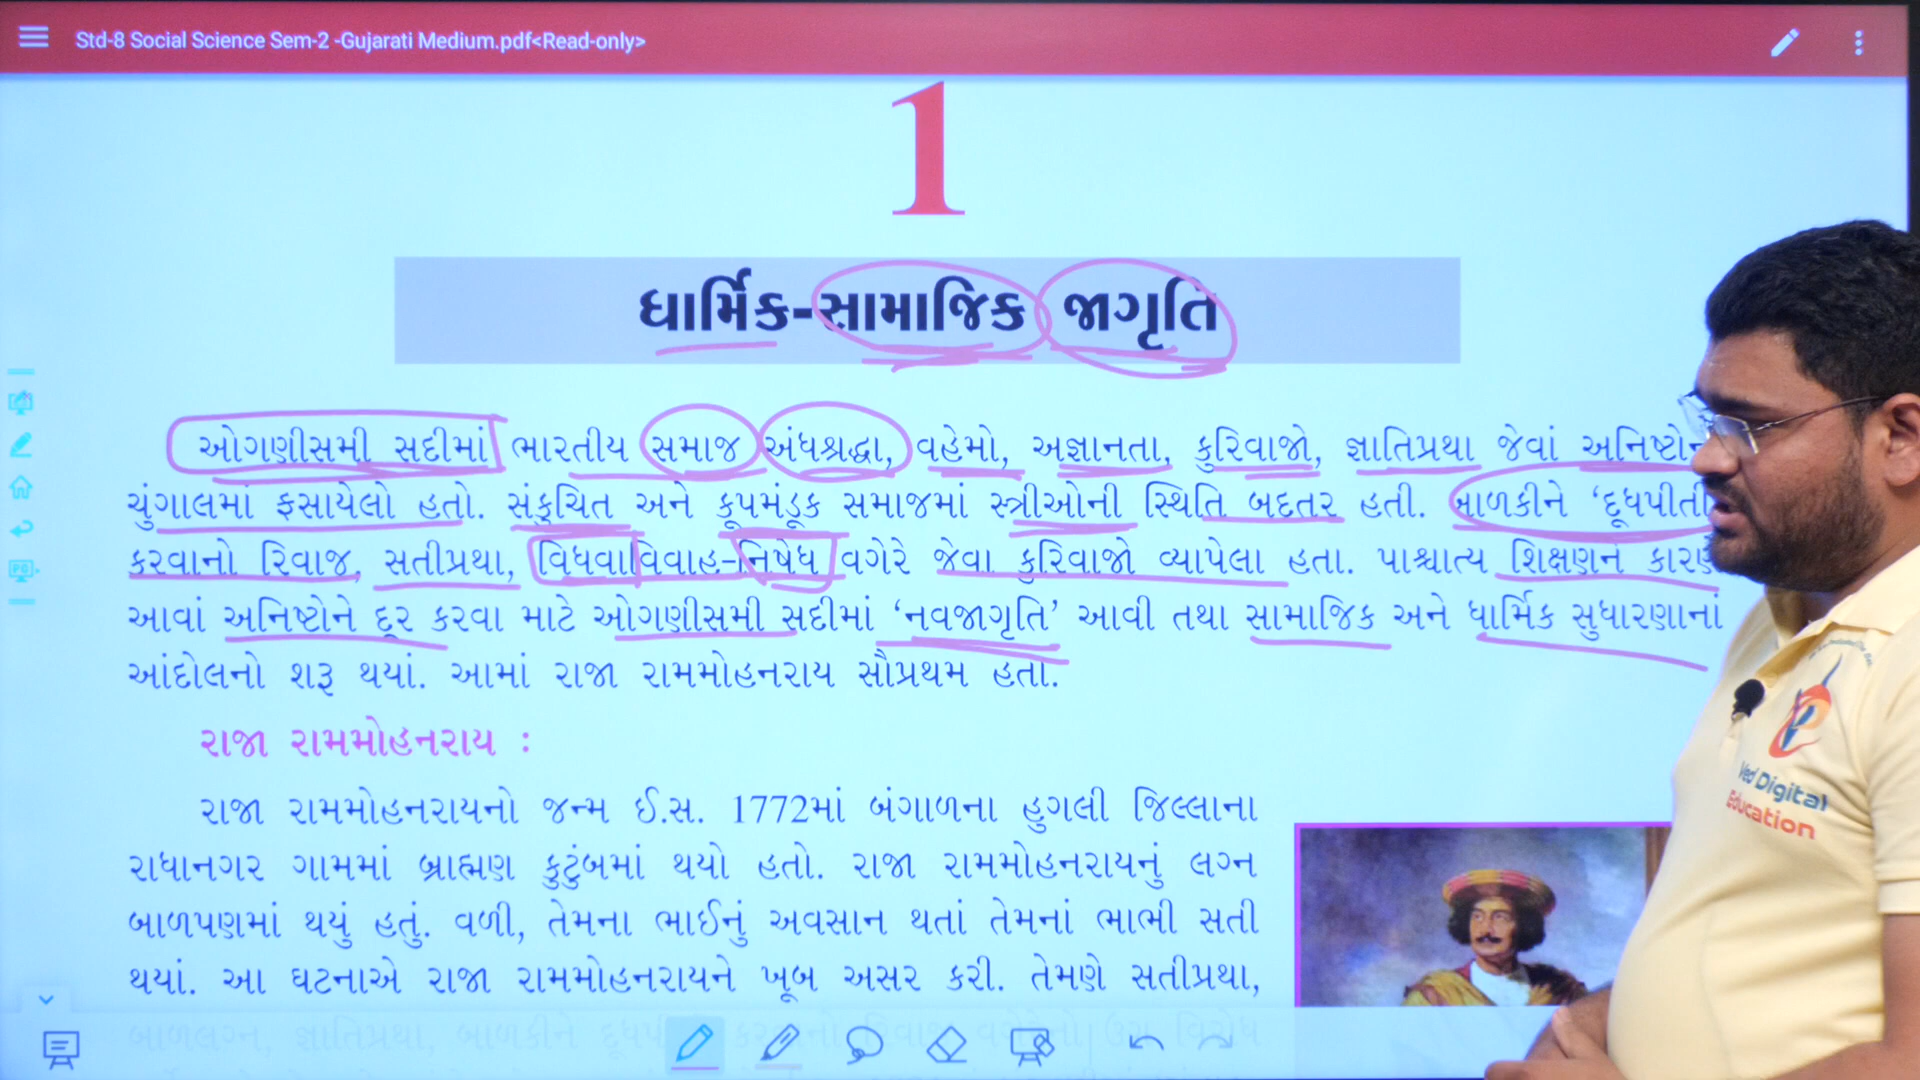 Std-8 Social Science Sem-2 -Gujarati Medium.pdf<Read-only>
1
ધાર્મિક-સામાજિક જાગૃતિ
ઓગણીસમી સદીમાં ભારતીય સમાજ અંધશ્રદ્ધા, વહેમો, અજ્ઞાનતા, કુરિવાજો, જ્ઞાતિપ્રથા જેવાં
ચુંગાલમાં ફસાયેલો હતો. સંકુચિત અને કૂપમંડૂક સમાજમાં સ્ત્રીઓની સ્થિતિ બદતર હતી. બાળકીને ‘દૂધપીતી
કરવાનો રિવાજ, સતીપ્રથા, વિધવાવિવાહ-નિષેધ વગેરે જેવા કુરિવાજો વ્યાપેલા હતા. પાશ્ચાત્ય શિક્ષણને કારણે
આવાં અનિષ્ટોને દૂર કરવા માટે ઓગણીસમી સદીમાં ‘નવજાગૃતિ’ આવી તથા સામાજિક અને ધાર્મિક સુધારણાનાં
આંદોલનો શરૂ થયાં. આમાં રાજા રામમોહનરાય સૌપ્રથમ હતા.
રાજા રામમોહનરાય :
રાજા રામમોહનરાયનો જન્મ ઈ.સ. 1772માં બંગાળના હુગલી જિલ્લાના
રાધાનગર ગામમાં બ્રાહ્મણ કુટુંબમાં થયો હતો. રાજા રામમોહનરાયનું લગ્ન
બાળપણમાં થયું હતું. વળી, તેમના ભાઈનું અવસાન થતાં તેમનાં ભાભી સતી
થયાં. આ ઘટનાએ રાજા રામમોહનરાયને ખૂબ અસર કરી. તેમણે સતીપ્રથા,
બાળલગ્ન, જ્ઞાતિપ્રથા, બાળકીને
Ved Digital
Education